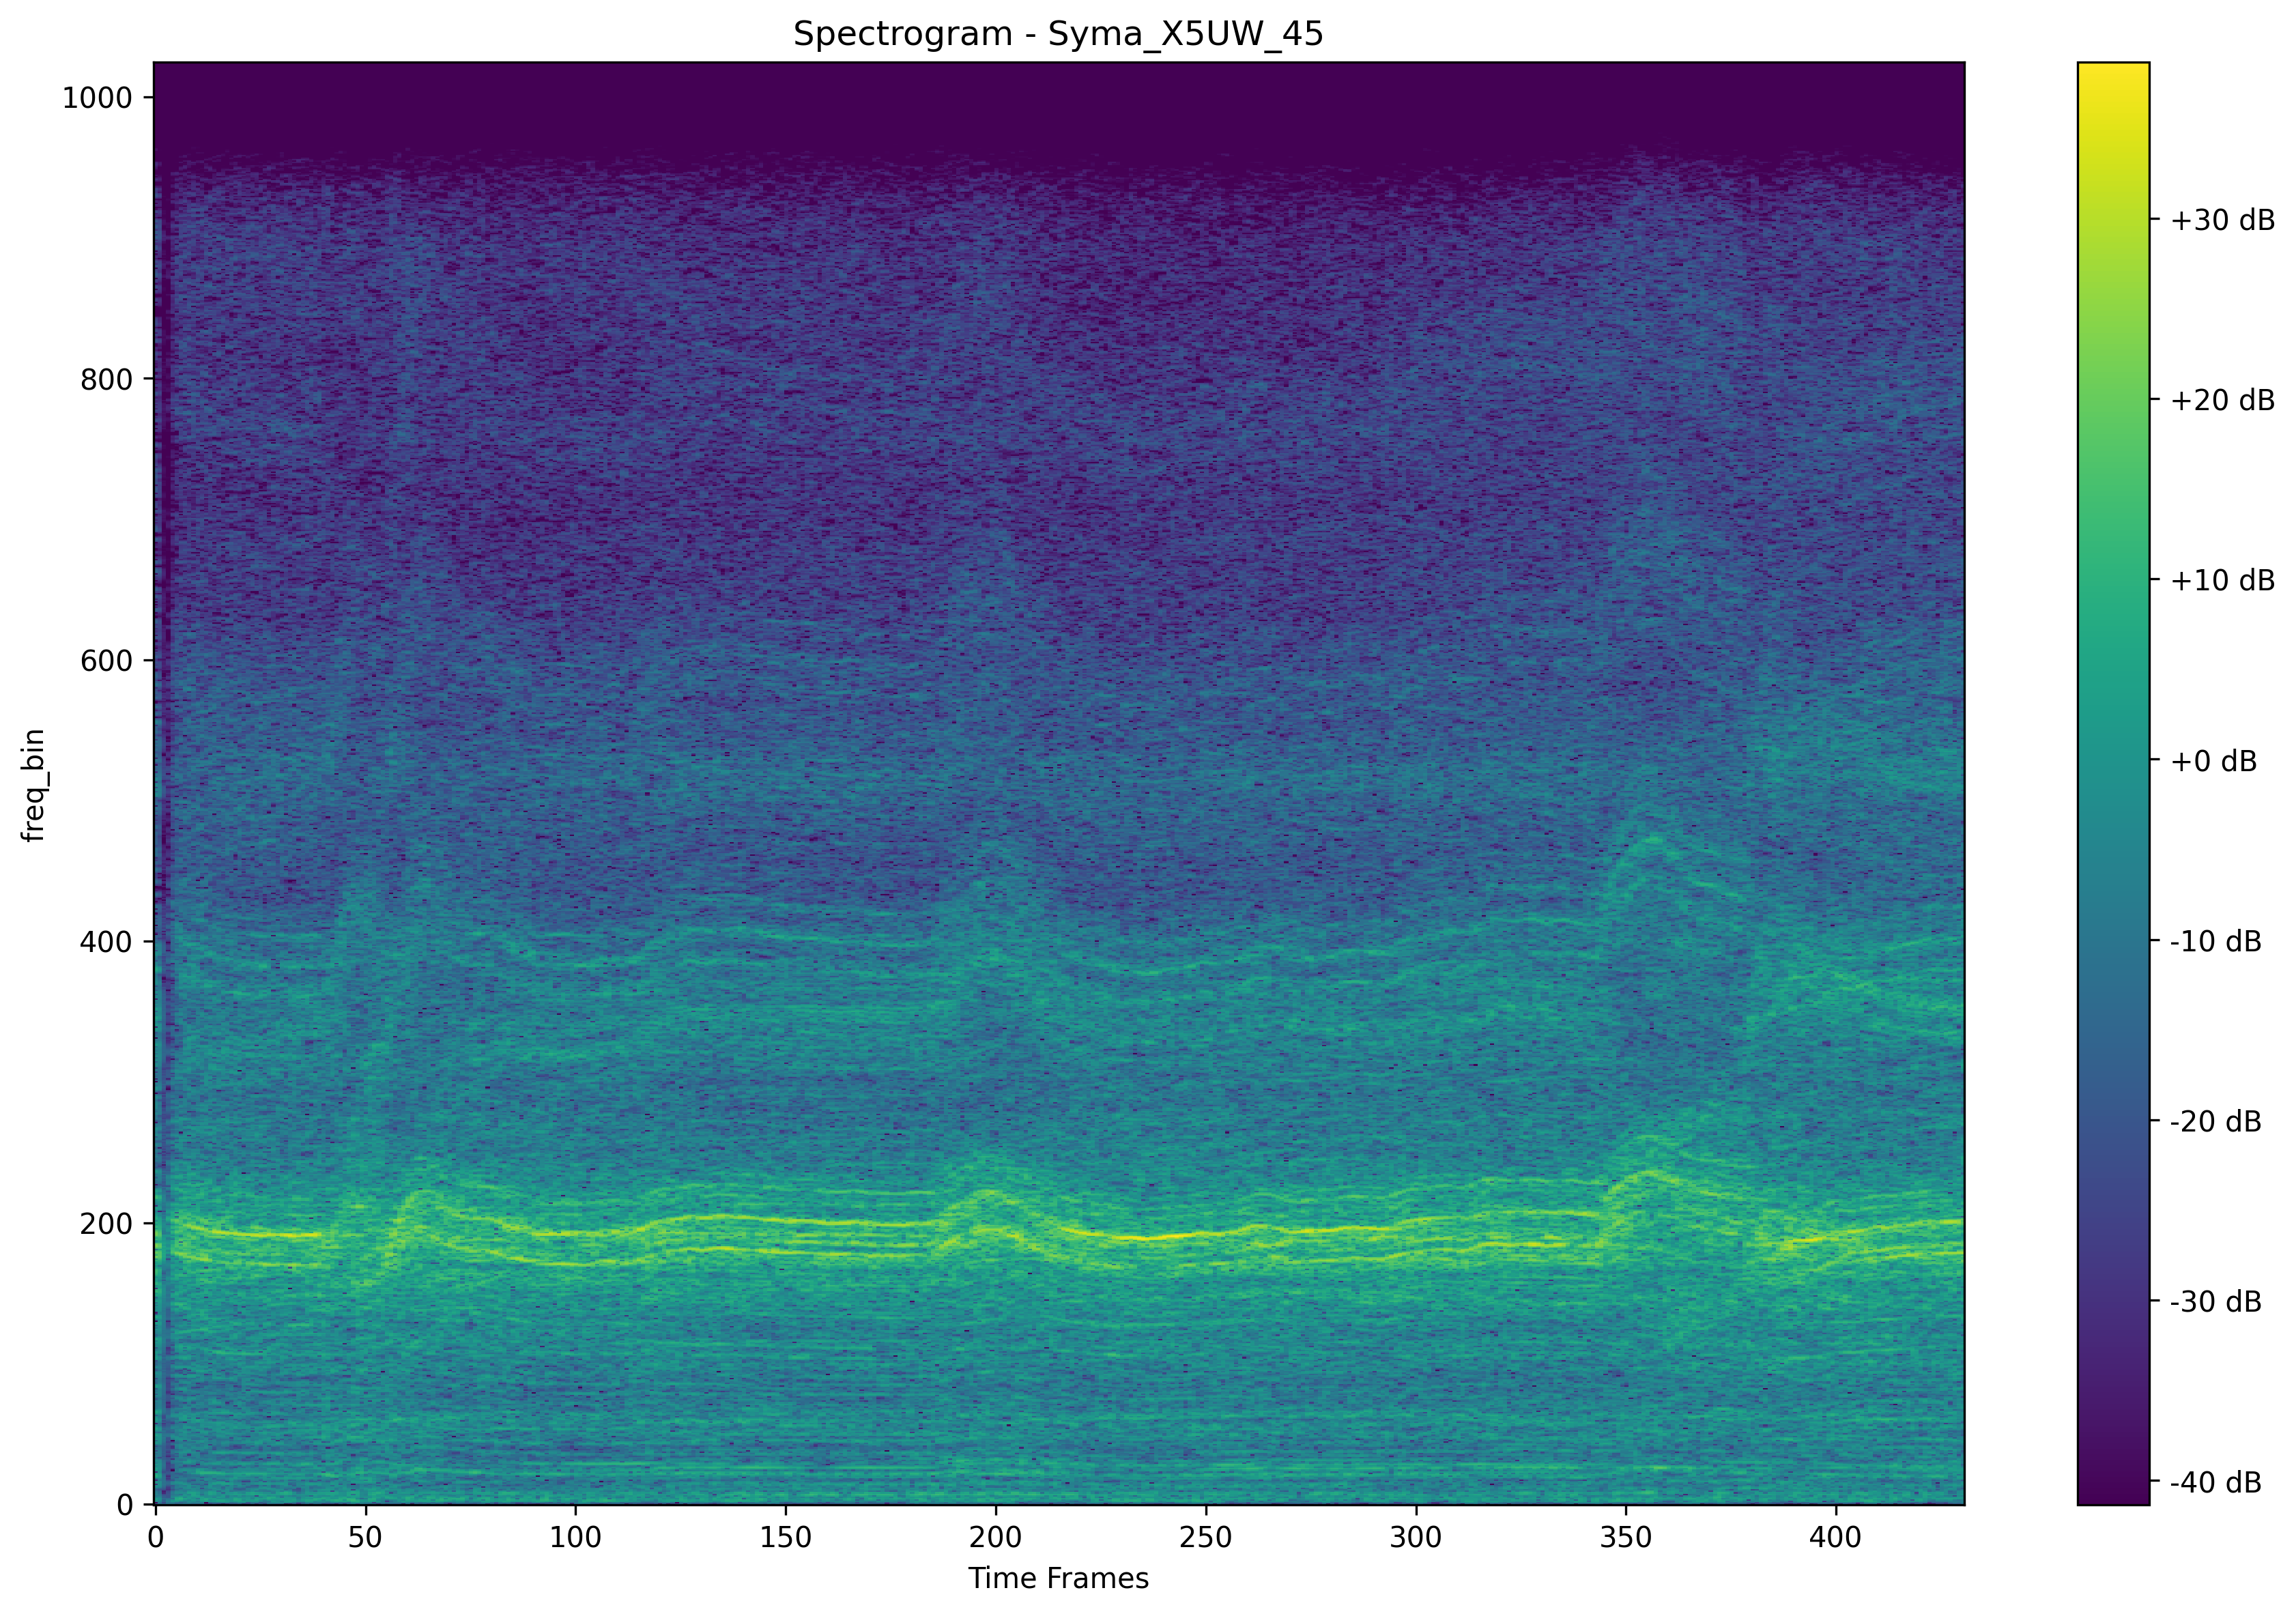 Spectrogram - Syma_X5UW_45
1000
800
600
400
200
0
freq_bin
0 50 100 150 200 250 300 350 400
Time Frames
+30 dB
+20 dB
+10 dB
+0 dB
-10 dB
-20 dB
-30 dB
-40 dB